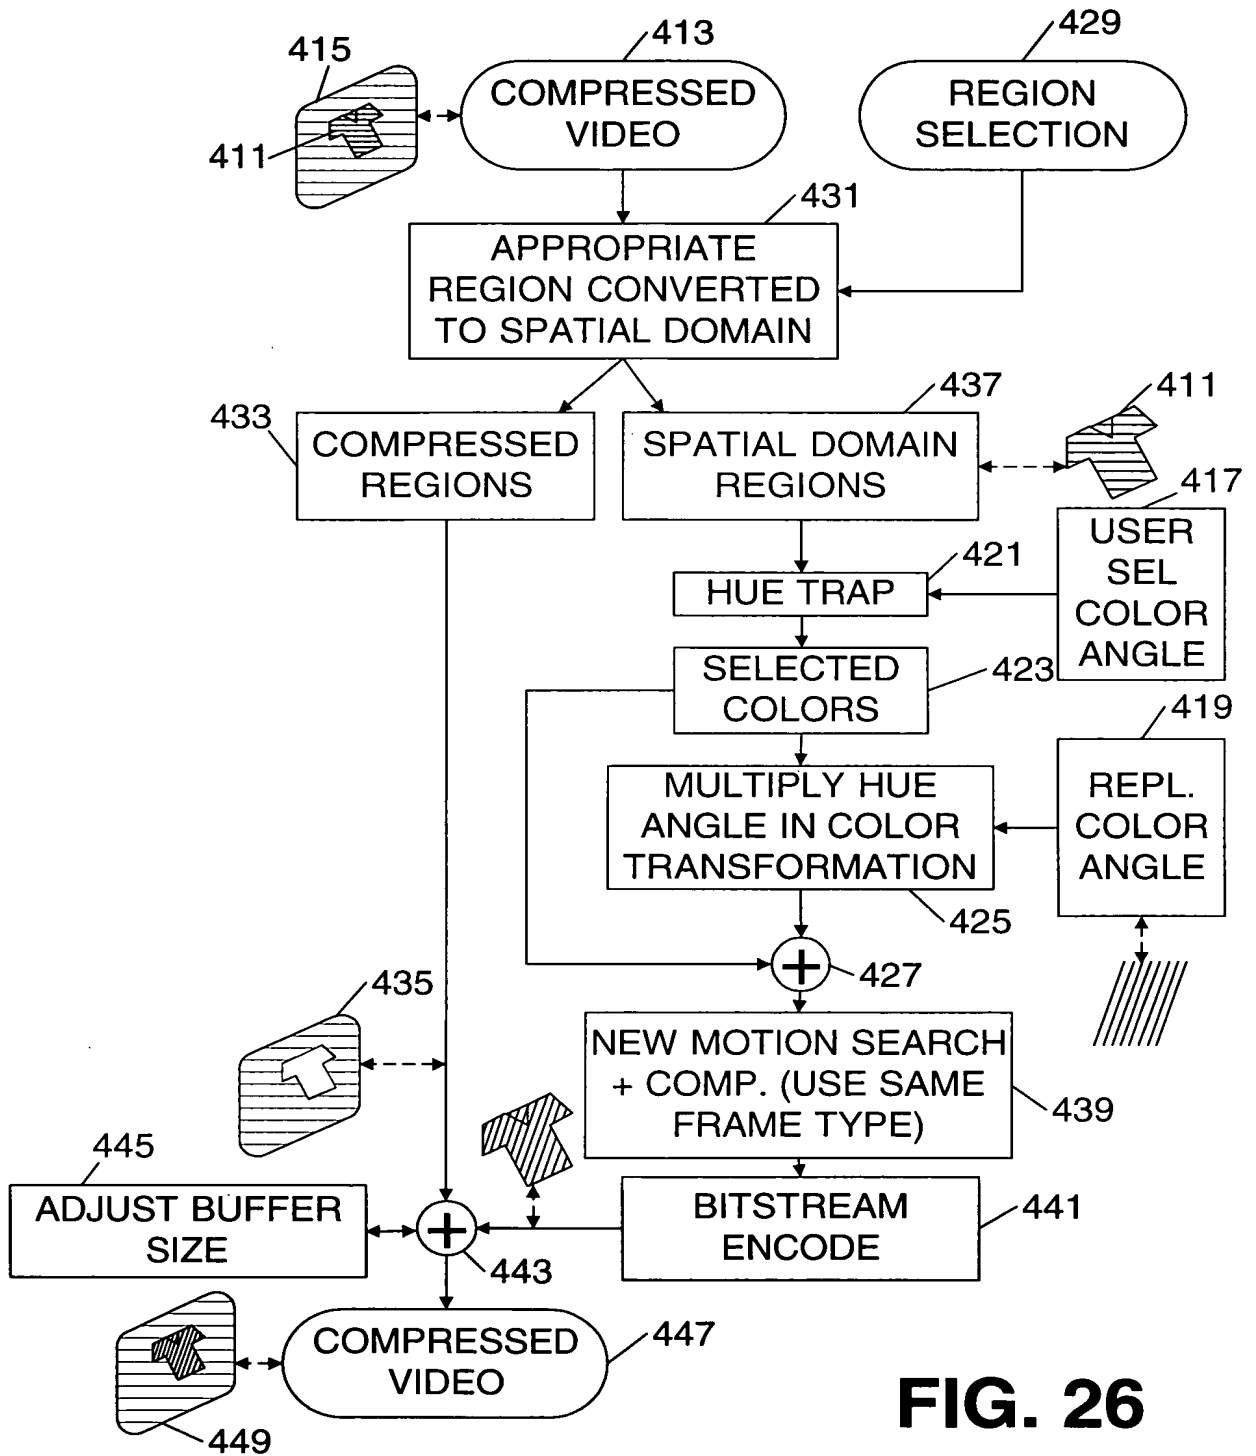 415
413
429
COMPRESSED
VIDEO
REGION
SELECTION
411
431
APPROPRIATE
REGION CONVERTED
TO SPATIAL DOMAIN
433
437
411
COMPRESSED
REGIONS
SPATIAL DOMAIN
REGIONS
417
USER
SEL
COLOR
ANGLE
421
HUE TRAP
SELECTED
COLORS
423
419
MULTIPLY HUE
ANGLE IN COLOR
TRANSFORMATION
REPL.
COLOR
ANGLE
425
+
427
435
NEW MOTION SEARCH
+ COMP. (USE SAME
FRAME TYPE)
439
445
ADJUST BUFFER
SIZE
+
443
BITSTREAM
ENCODE
441
COMPRESSED
VIDEO
447
449
FIG. 26